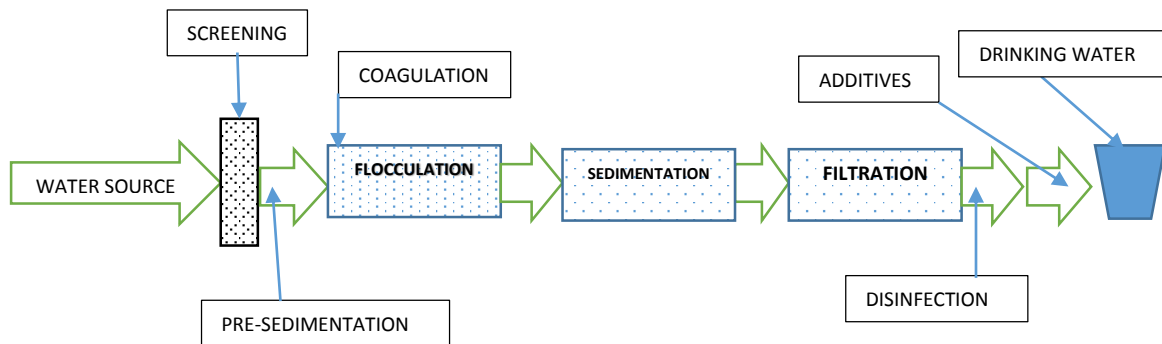 SCREENING
DRINKING WATER
COAGULATION
ADDITIVES
FLOCCULATION
SEDIMENTATION
FILTRATION
WATER SOURCE
DISINFECTION
PRE-SEDIMENTATION